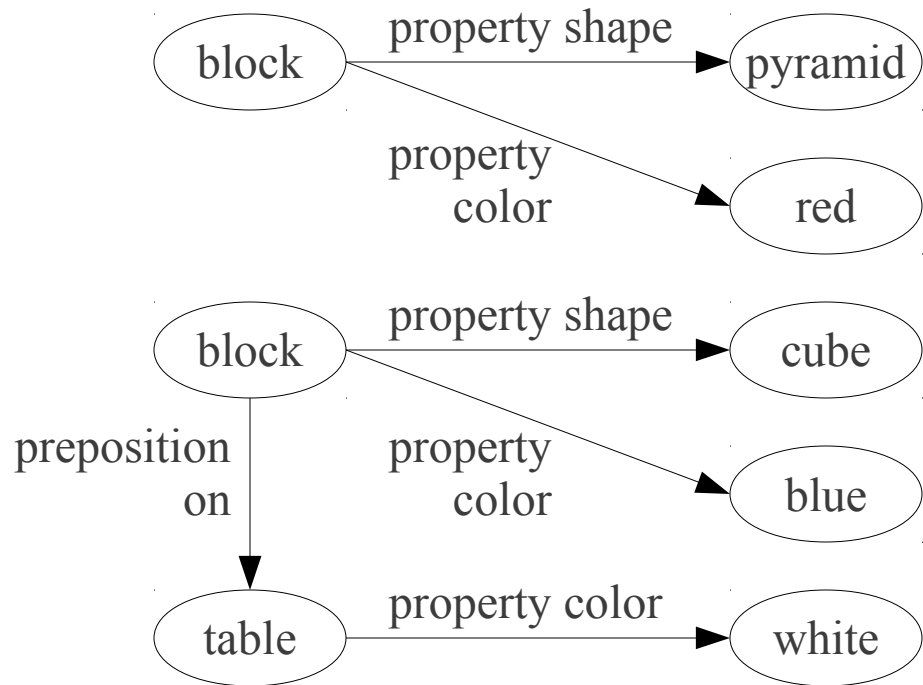 property shape
block
pyramid
property
color
red
property shape
block
cube
preposition
on
property
color
blue
property color
table
white